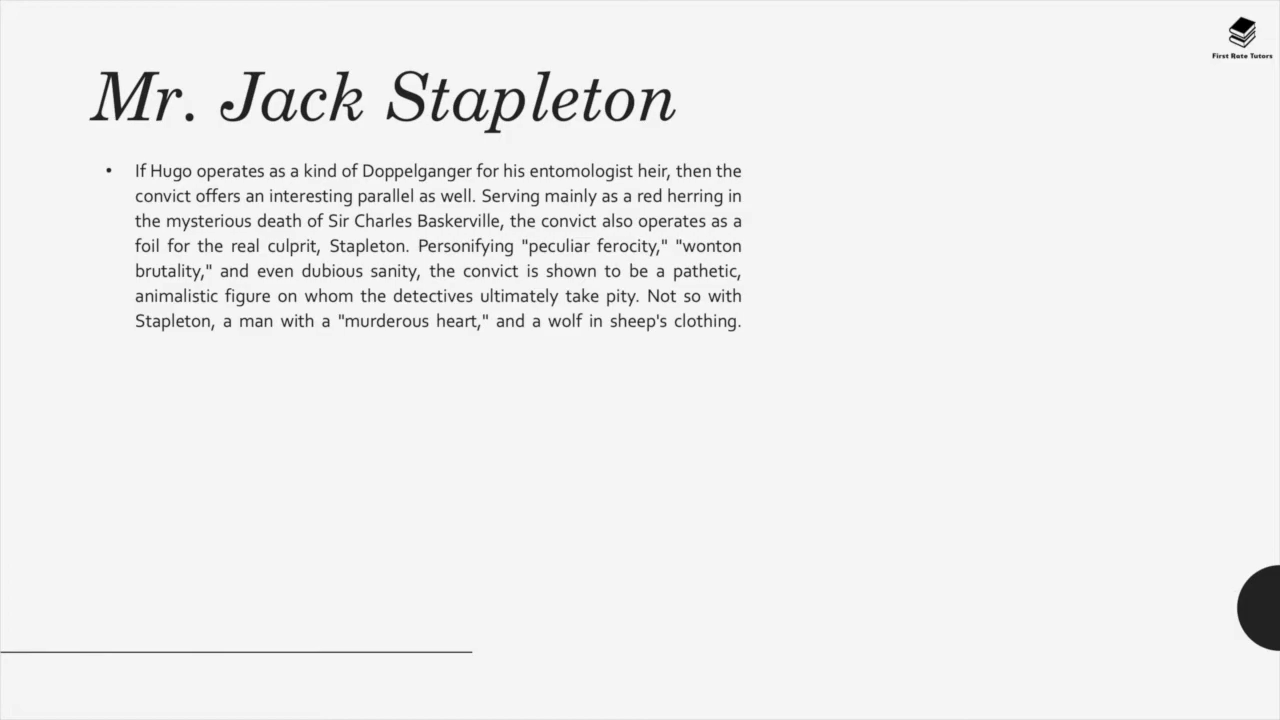 First Rate Tutors
Mr. Jack Stapleton
• If Hugo operates as a kind of Doppelganger for his entomologist heir, then the
convict offers an interesting parallel as well. Serving mainly as a red herring in
the mysterious death of Sir Charles Baskerville, the convict also operates as a
foil for the real culprit, Stapleton. Personifying "peculiar ferocity," "wonton
brutality," and even dubious sanity, the convict is shown to be a pathetic,
animalistic figure on whom the detectives ultimately take pity. Not so with
Stapleton, a man with a "murderous heart," and a wolf in sheep's clothing.